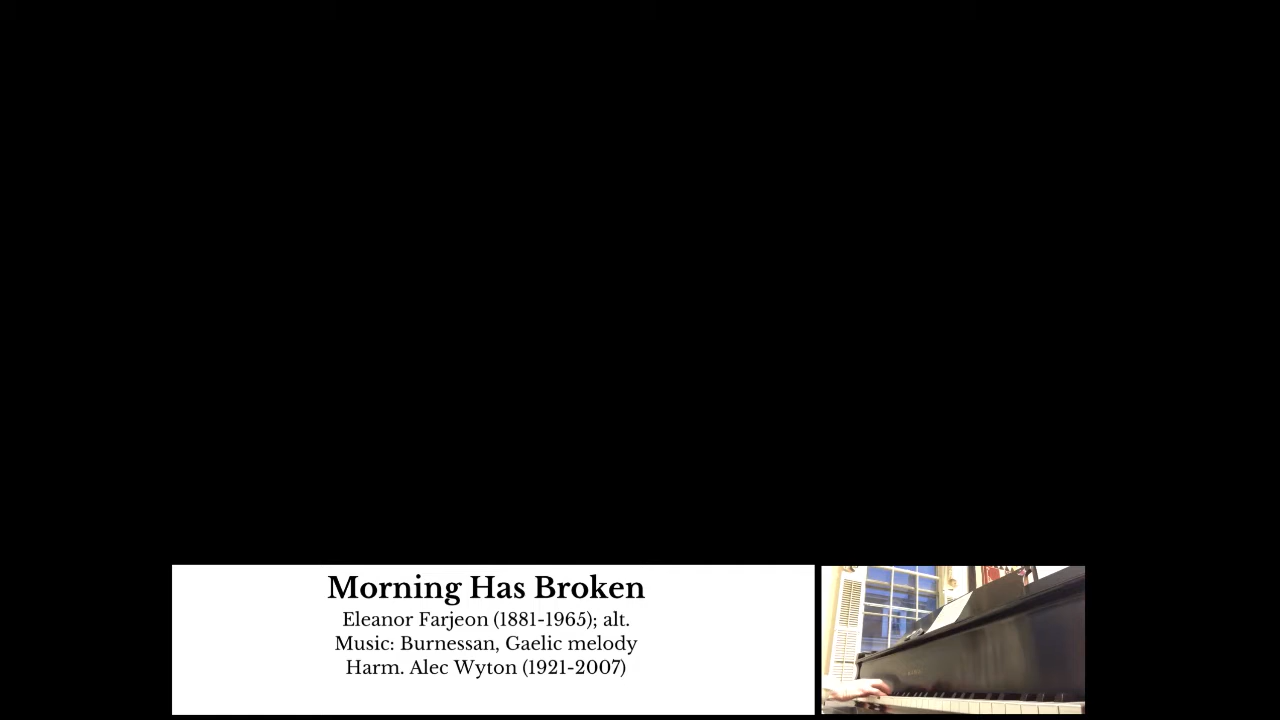 Morning Has Broken
Eleanor Farjeon (1881-1965); alt.
Music: Burnessan, Gaelic melody
Harm. Alec Wyton (1921-2007)